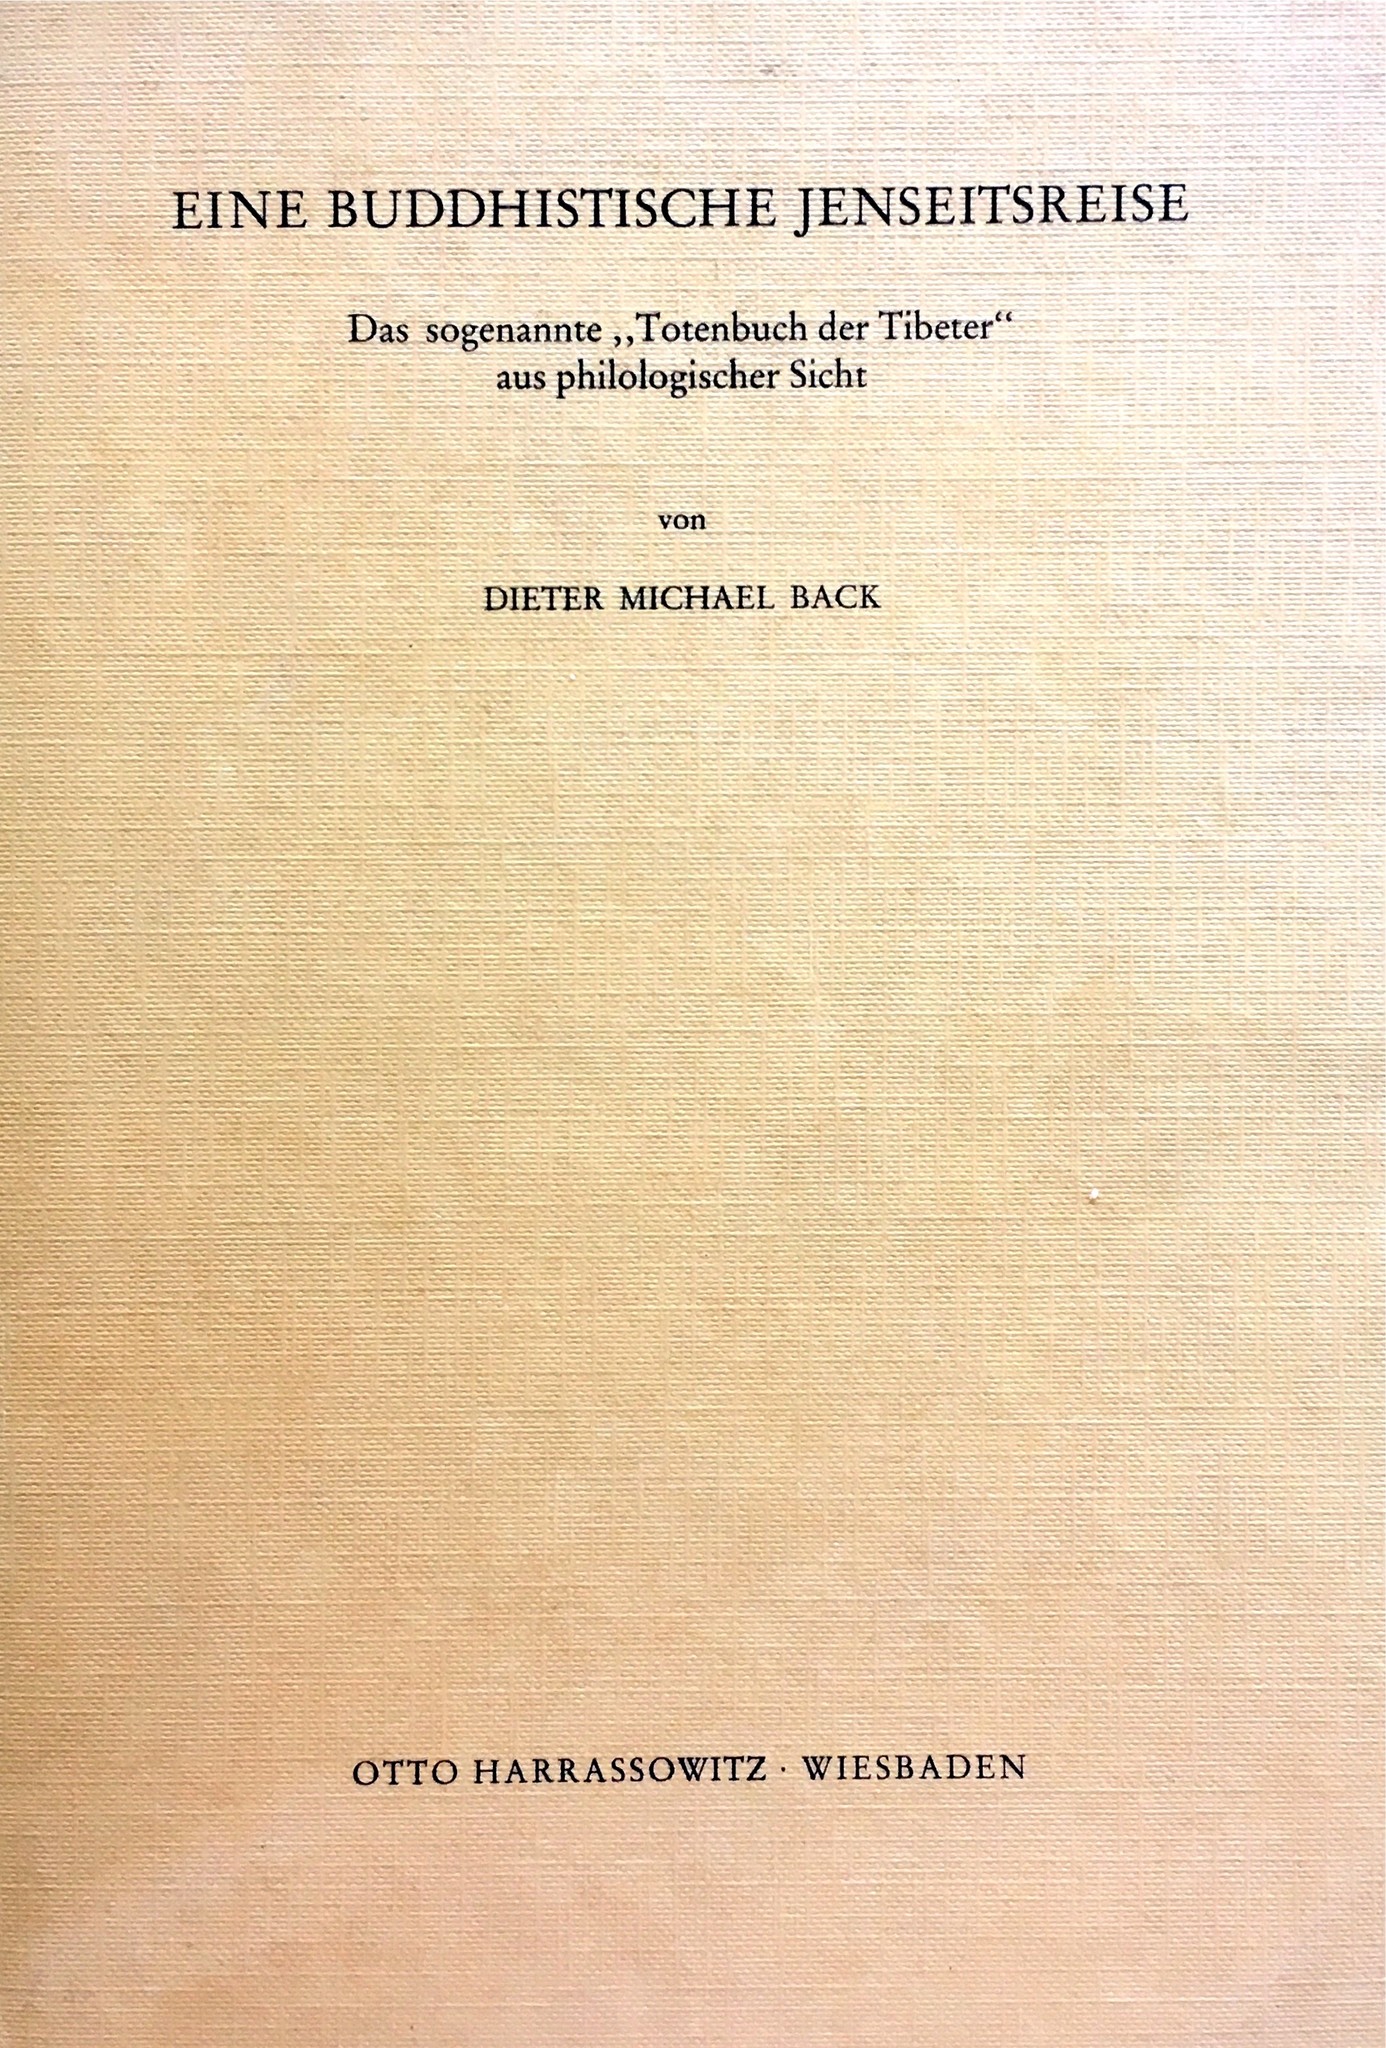 EINE BUDDHISTISCHE JENSEITSREISE
Das sogenannte „Totenbuch der Tibeter“
aus philologischer Sicht
von
DIETER MICHAEL BACK
OTTO HARRASSOWITZ · WIESBADEN